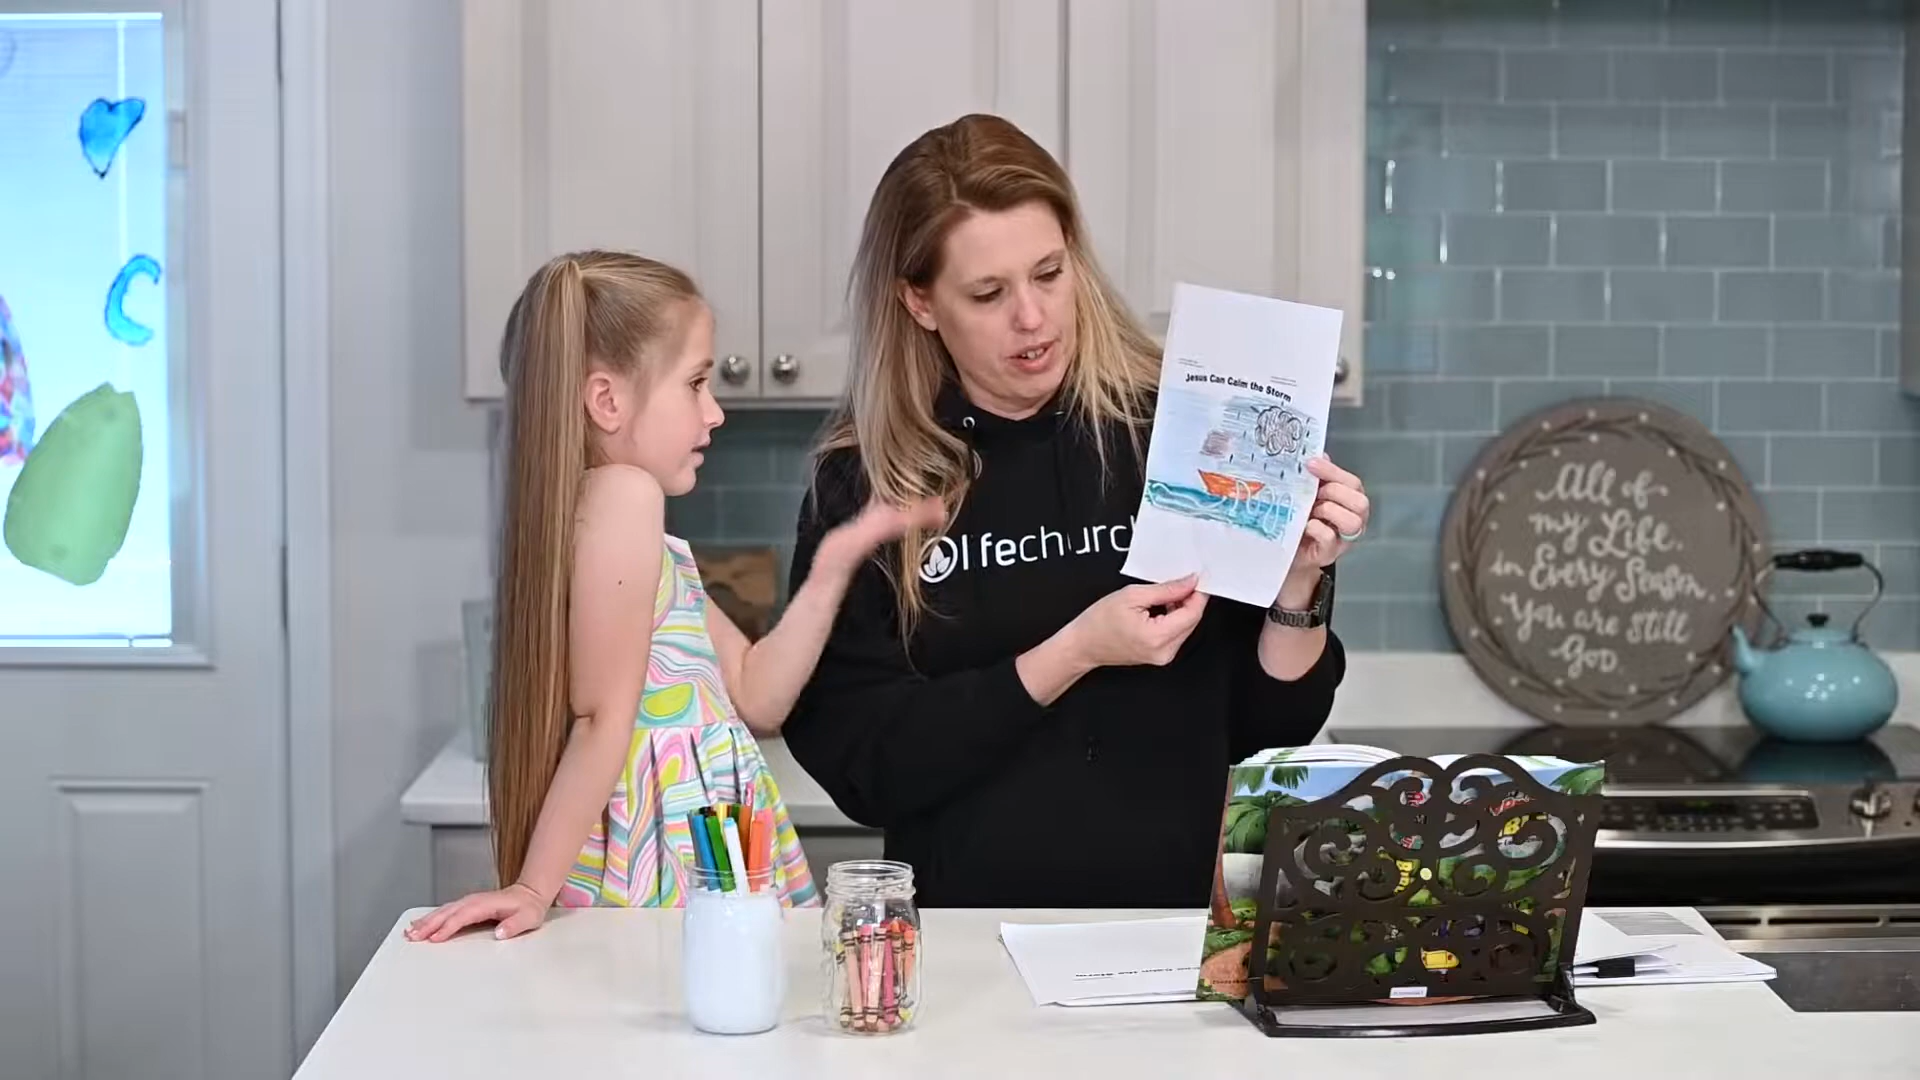 Jesus Can Calm the Storm
lifechurch
All of
my Life,
in Every Season,
you are still
God